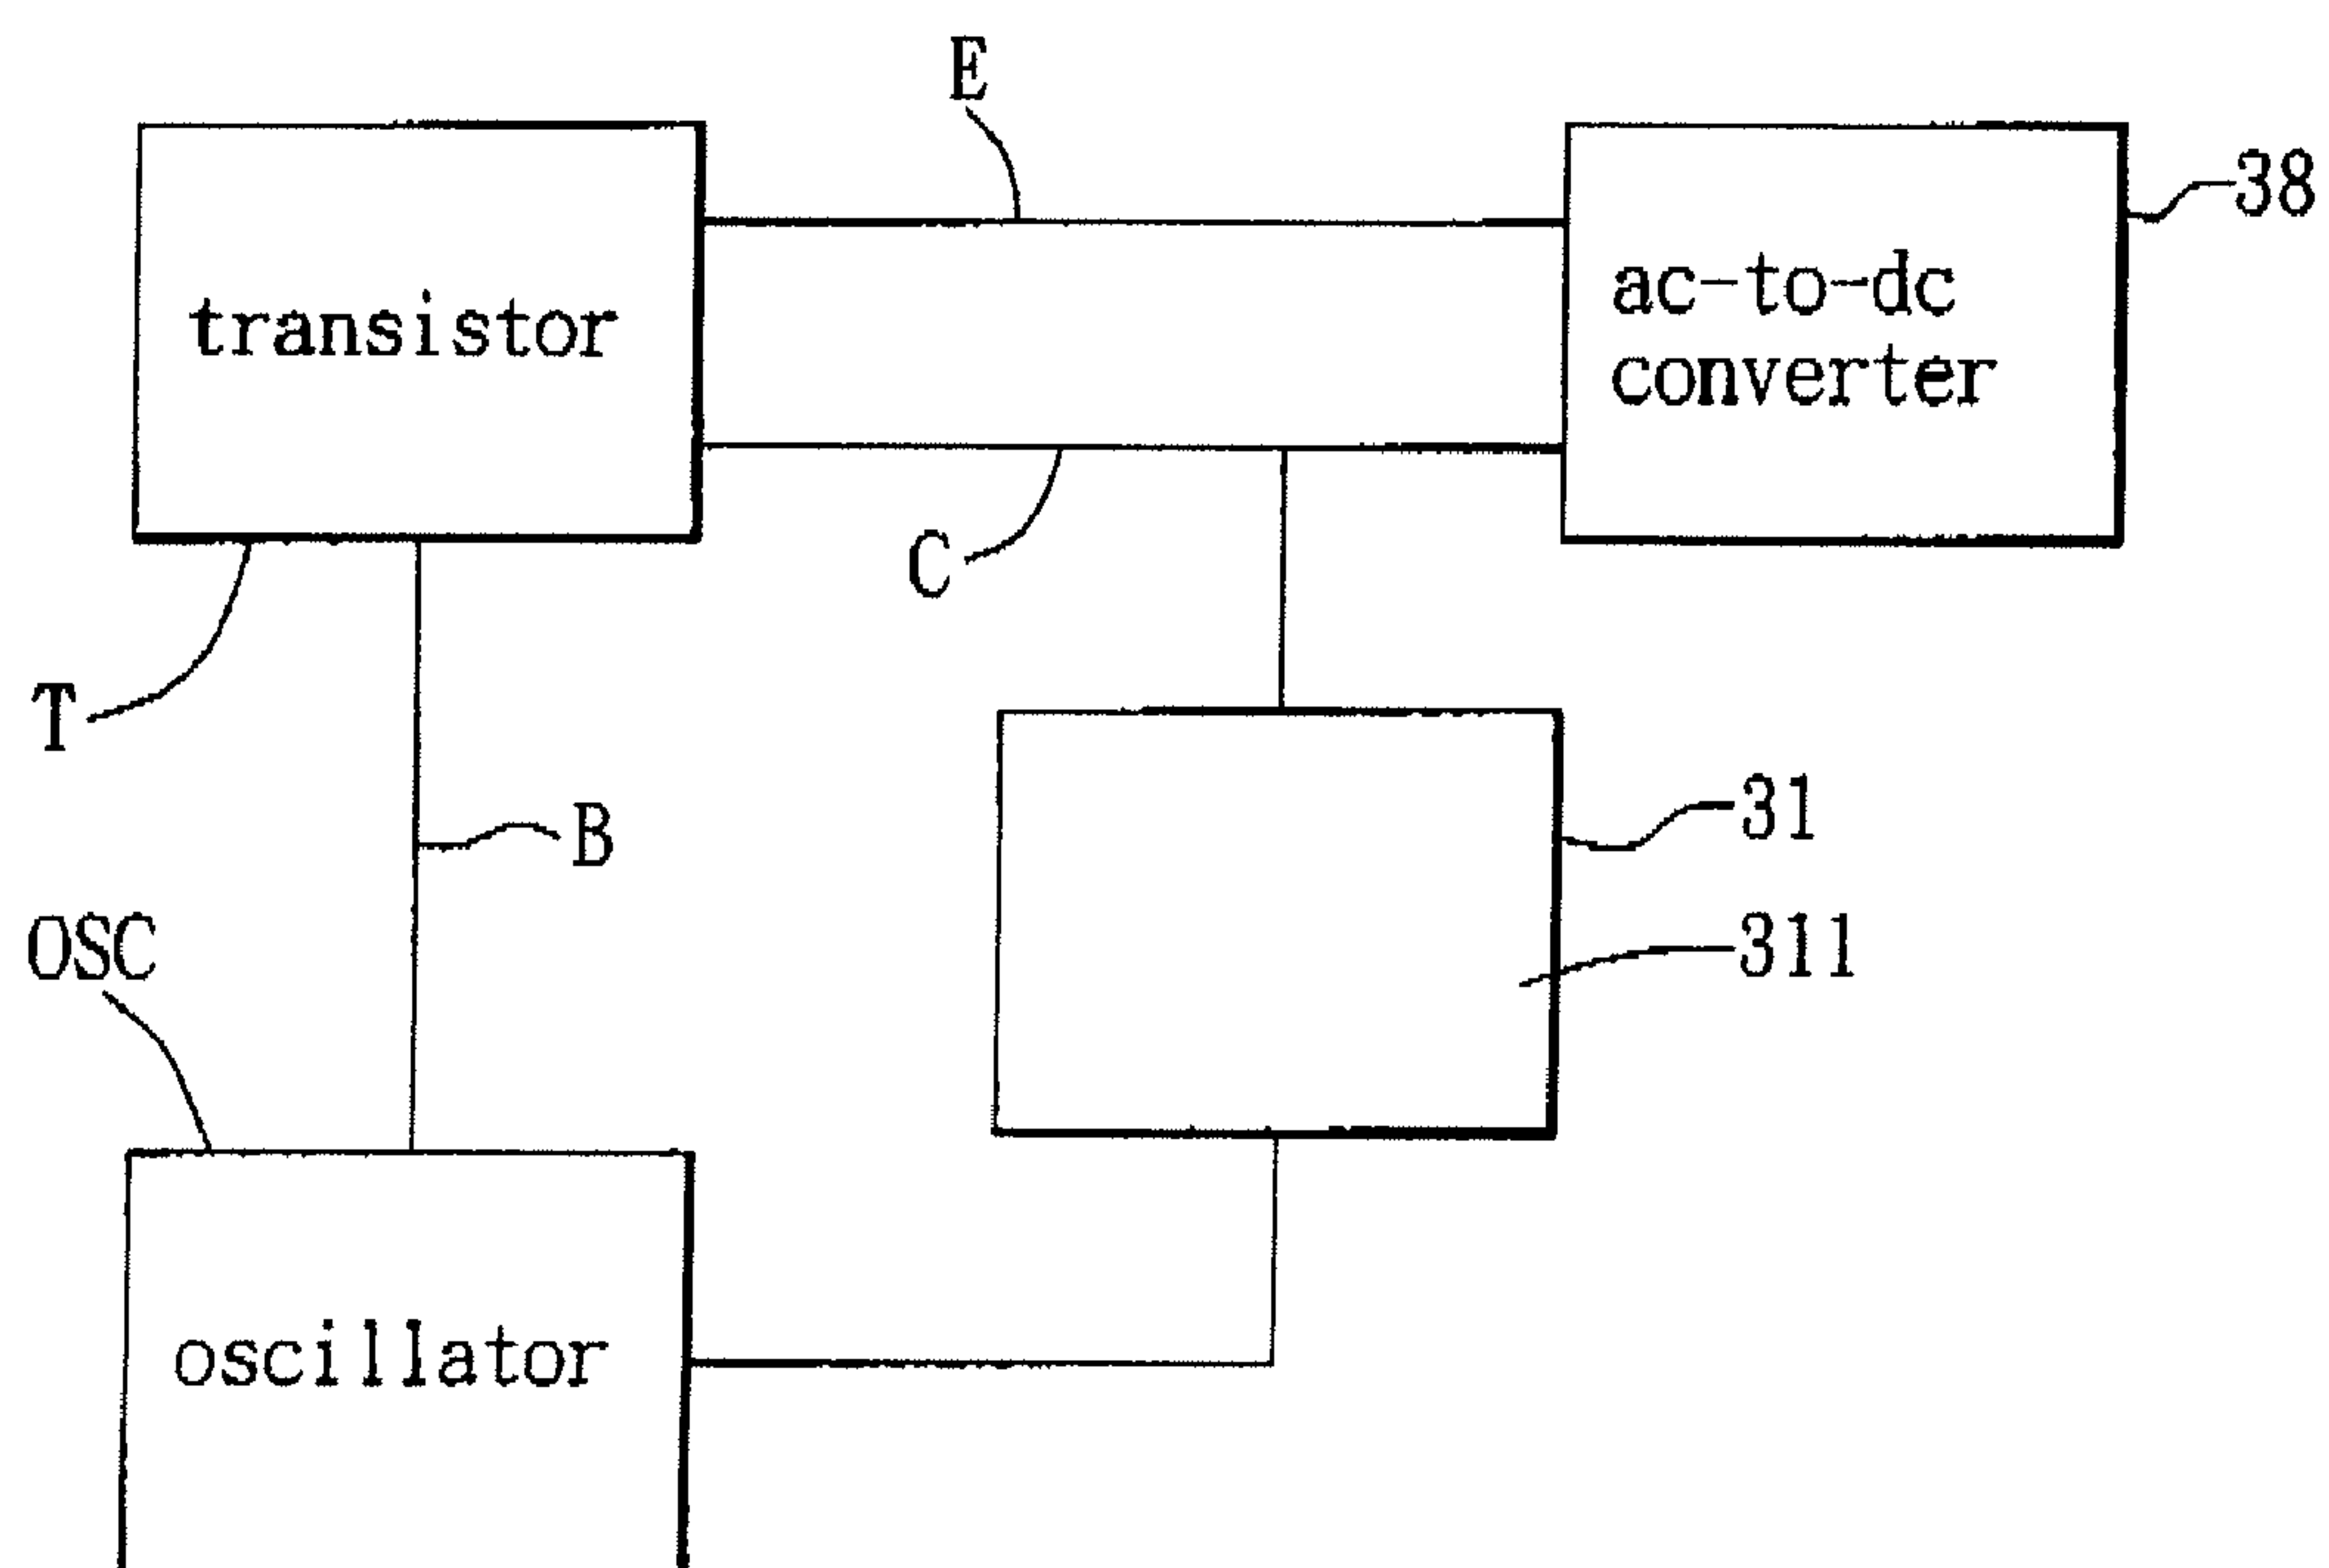 E
38
transistor
ac-to-dc
converter
C
T
31
B
311
OSC
oscillator